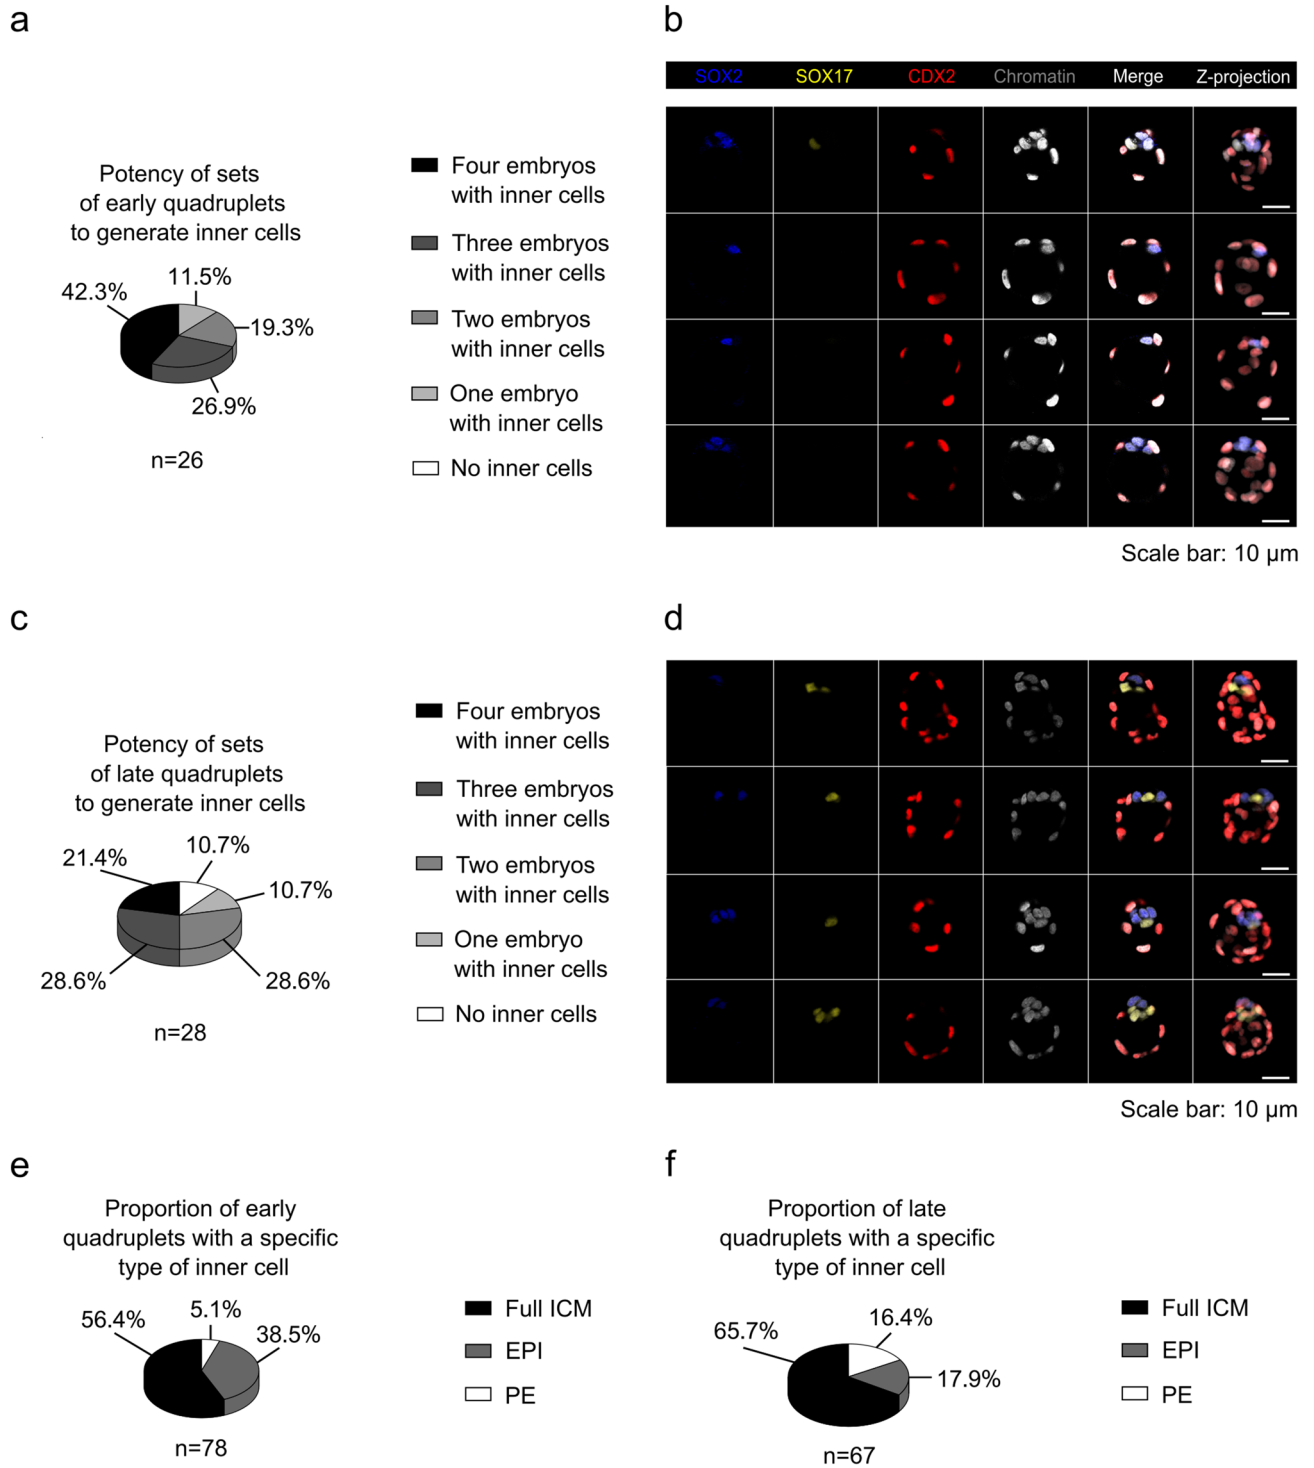 a
Potency of sets
of early quadruplets
to generate inner cells
42.3%
11.5%
19.3%
26.9%
n=26
Four embryos
with inner cells
Three embryos
with inner cells
Two embryos
with inner cells
One embryo
with inner cells
No inner cells
b
SOX2 SOX17 CDX2 Chromatin Merge Z-projection
Scale bar: 10 µm
c
Potency of sets
of late quadruplets
to generate inner cells
21.4%
10.7%
10.7%
28.6%
28.6%
n=28
Four embryos
with inner cells
Three embryos
with inner cells
Two embryos
with inner cells
One embryo
with inner cells
No inner cells
d
Scale bar: 10 µm
e
Proportion of early
quadruplets with a specific
type of inner cell
56.4%
5.1%
38.5%
n=78
Full ICM
EPI
PE
f
Proportion of late
quadruplets with a specific
type of inner cell
65.7%
16.4%
17.9%
n=67
Full ICM
EPI
PE